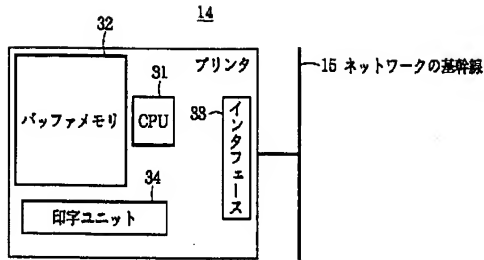 14
32
プリンタ
31
15 ネットワークの基幹線
バッファメモリ
CPU
33
インタフェース
34
印字ユニット